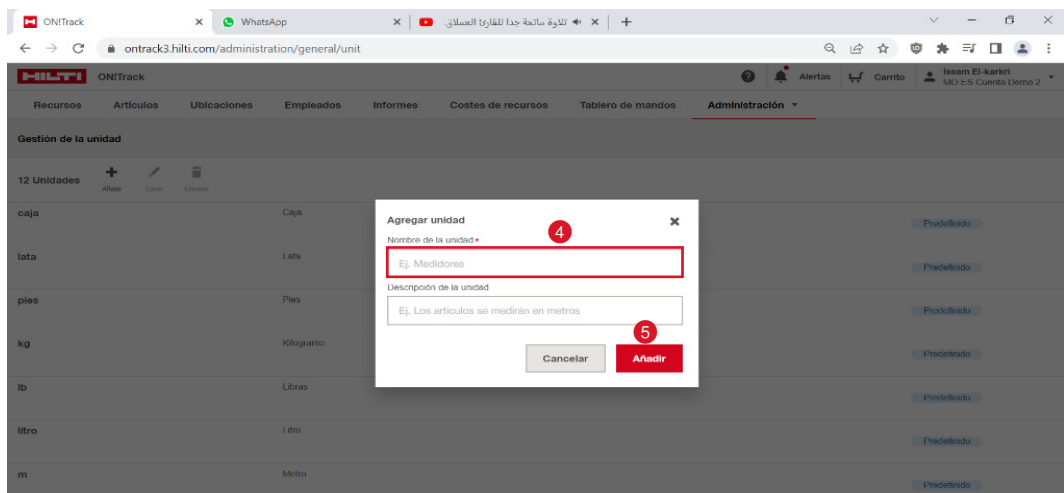 ON!Track
WhatsApp
تلاوة ماتعة جدا للقارئ العملاق:
ontrack3.hilti.com/administration/general/unit
HILTI ON!Track
Alertas
Carrito
Issam El-karkri
MO ES Cuenta Demo 2
Recursos Artículos Ubicaciones Empleados Informes Costes de recursos Tablero de mandos Administración
Gestión de la unidad
12 Unidades
Añadir Editar Eliminar
caja Caja Predefinido
lata Lata Predefinido
pies Pies Predefinido
kg Kilogramo Predefinido
lb Libras Predefinido
litro Litro Predefinido
m Metro Predefinido
Agregar unidad
4
Nombre de la unidad*
Ej. Medidores
Descripción de la unidad
Ej. Los artículos se medirán en metros
5
Cancelar Añadir